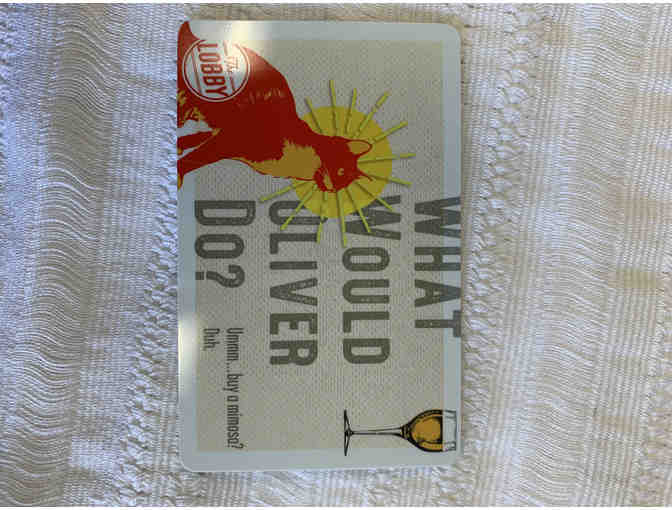 The
LOBBY
WHAT
WOULD
OLIVER
DO?
Ummm...buy a mimosa?
Duh.